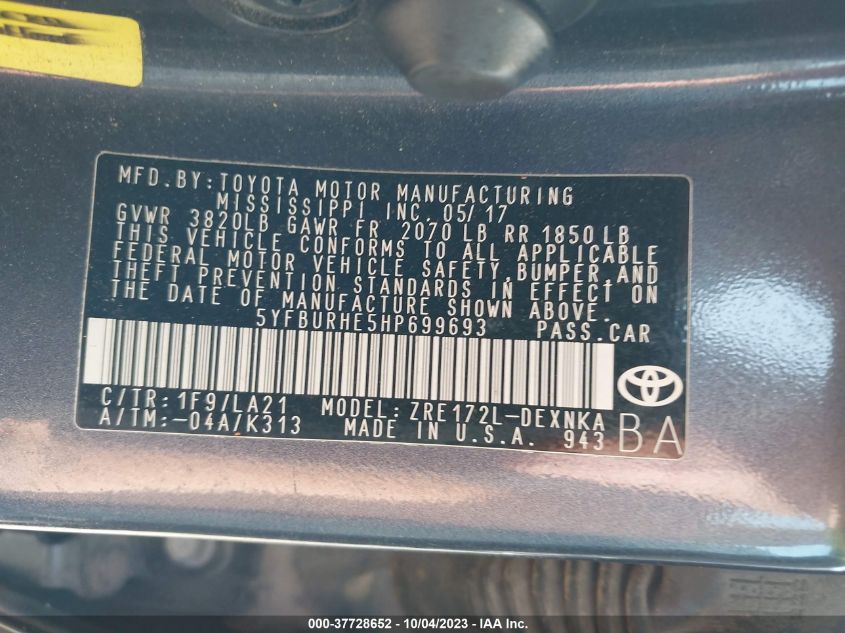 MFD.BY:TOYOTA MOTOR MANUFACTURING
MISSISSIPPI INC. 05/17
GVWR 3820LB GAWR FR 2070 LB RR 1850LB
THIS VEHICLE CONFORMS TO ALL APPLICABLE
FEDERAL MOTOR VEHICLE SAFETY,BUMPER AND
THEFT PREVENTION STANDARDS IN EFFECT ON
THE DATE OF MANUFACTURE SHOWN ABOVE.
5YFBURHE5HP699693 PASS.CAR
C/TR:1F9/LA21 MODEL:ZRE172L-DEXNKA
A/TM:-04A/K313 MADE IN U.S.A. 943 BA
000-37728652 - 10/04/2023 - IAA Inc.